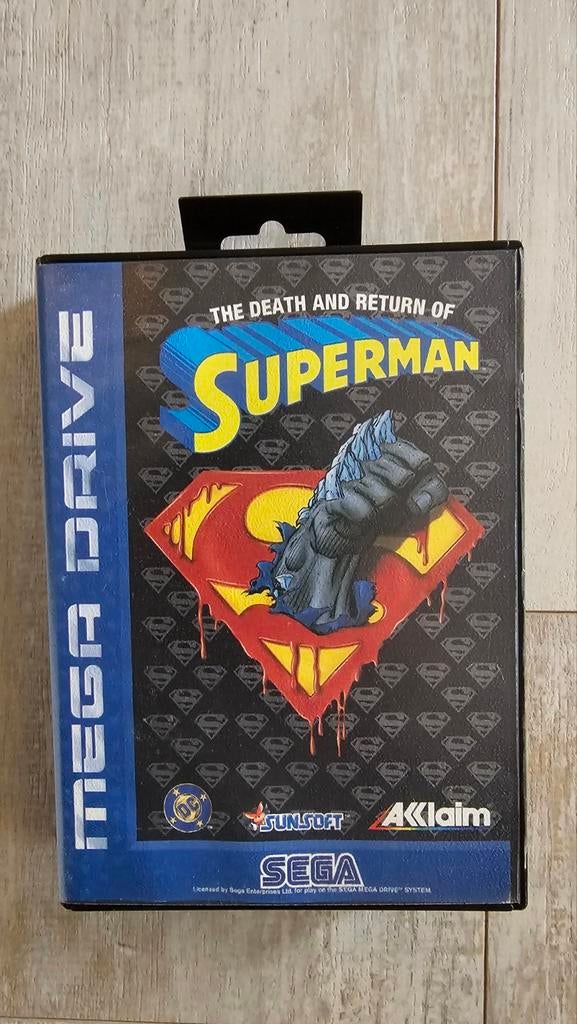 THE DEATH AND RETURN OF
SUPERMAN
MEGA DRIVE
DC
SUNSOFT
AKklaim
SEGA
Licensed by Sega Enterprises Ltd. for play on the SEGA MEGA DRIVE™ SYSTEM.